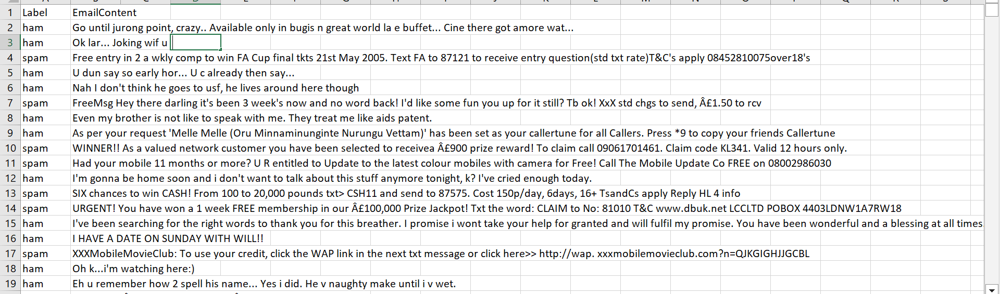 1 Label EmailContent
2 ham Go until jurong point, crazy.. Available only in bugis n great world la e buffet... Cine there got amore wat...
3 ham Ok lar... Joking wif u
4 spam Free entry in 2 a wkly comp to win FA Cup final tkts 21st May 2005. Text FA to 87121 to receive entry question(std txt rate)T&C's apply 08452810075over18's
5 ham U dun say so early hor... U c already then say...
6 ham Nah I don't think he goes to usf, he lives around here though
7 spam FreeMsg Hey there darling it's been 3 week's now and no word back! I'd like some fun you up for it still? Tb ok! XxX std chgs to send, Â£1.50 to rcv
8 ham Even my brother is not like to speak with me. They treat me like aids patent.
9 ham As per your request 'Melle Melle (Oru Minnaminunginte Nurungu Vettam)' has been set as your callertune for all Callers. Press *9 to copy your friends Callertune
10 spam WINNER!! As a valued network customer you have been selected to receivea Â£900 prize reward! To claim call 09061701461. Claim code KL341. Valid 12 hours only.
11 spam Had your mobile 11 months or more? U R entitled to Update to the latest colour mobiles with camera for Free! Call The Mobile Update Co FREE on 08002986030
12 ham I'm gonna be home soon and i don't want to talk about this stuff anymore tonight, k? I've cried enough today.
13 spam SIX chances to win CASH! From 100 to 20,000 pounds txt> CSH11 and send to 87575. Cost 150p/day, 6days, 16+ TsandCs apply Reply HL 4 info
14 spam URGENT! You have won a 1 week FREE membership in our Â£100,000 Prize Jackpot! Txt the word: CLAIM to No: 81010 T&C www.dbuk.net LCCLTD POBOX 4403LDNW1A7RW18
15 ham I've been searching for the right words to thank you for this breather. I promise i wont take your help for granted and will fulfil my promise. You have been wonderful and a blessing at all times.
16 ham I HAVE A DATE ON SUNDAY WITH WILL!!
17 spam XXXMobileMovieClub: To use your credit, click the WAP link in the next txt message or click here>> http://wap. xxxmobilemovieclub.com?n=QJKGIGHJJGCBL
18 ham Oh k...i'm watching here:)
19 ham Eh u remember how 2 spell his name... Yes i did. He v naughty make until i v wet.